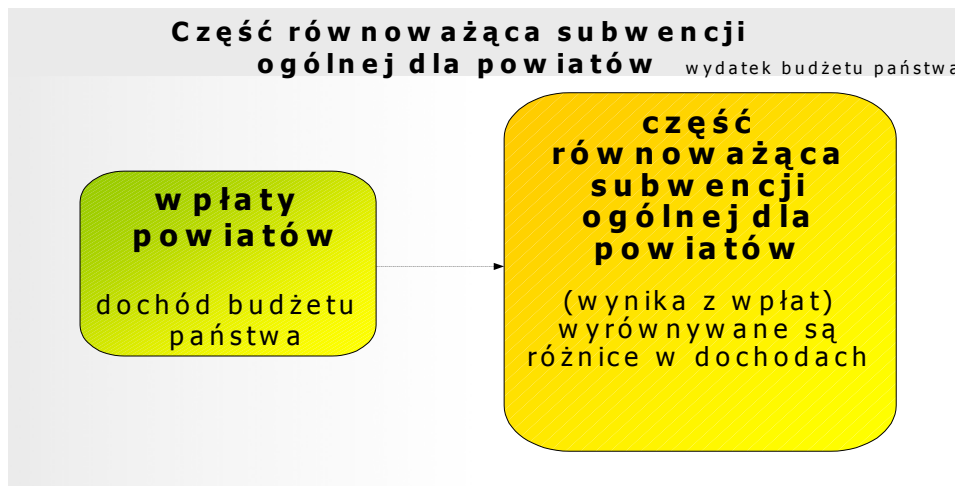 Część równoważąca subwencji
ogólnej dla powiatów wydatek budżetu państwa
wpłaty
powiatów
dochód budżetu
państwa
część
równoważąca
subwencji
ogólnej dla
powiatów
(wynika z wpłat)
wyrównywane są
różnice w dochodach